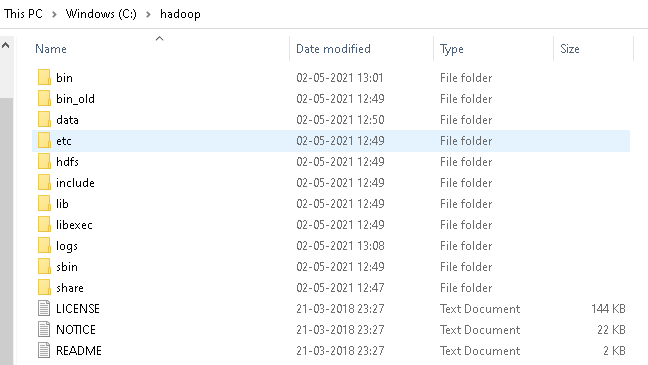 This PC > Windows (C:) > hadoop
Name Date modified Type Size
bin 02-05-2021 13:01 File folder
bin_old 02-05-2021 12:49 File folder
data 02-05-2021 12:50 File folder
etc 02-05-2021 12:49 File folder
hdfs 02-05-2021 12:49 File folder
include 02-05-2021 12:49 File folder
lib 02-05-2021 12:49 File folder
libexec 02-05-2021 12:49 File folder
logs 02-05-2021 13:08 File folder
sbin 02-05-2021 12:49 File folder
share 02-05-2021 12:47 File folder
LICENSE 21-03-2018 23:27 Text Document 144 KB
NOTICE 21-03-2018 23:27 Text Document 22 KB
README 21-03-2018 23:27 Text Document 2 KB